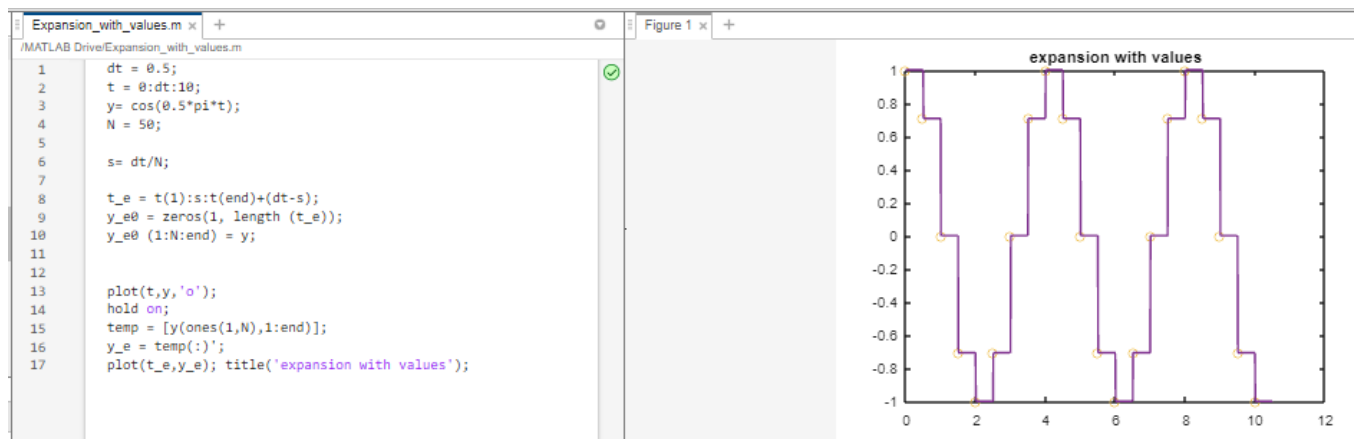 Expansion_with_values.m × +
/MATLAB Drive/Expansion_with_values.m
1 dt = 0.5;
2 t = 0:dt:10;
3 y= cos(0.5*pi*t);
4 N = 50;
5
6 s= dt/N;
7
8 t_e = t(1):s:t(end)+(dt-s);
9 y_e0 = zeros(1, length (t_e));
10 y_e0 (1:N:end) = y;
11
12
13 plot(t,y,'o');
14 hold on;
15 temp = [y(ones(1,N),1:end)];
16 y_e = temp(:)';
17 plot(t_e,y_e); title('expansion with values');
Figure 1 × +
expansion with values
1
0.8
0.6
0.4
0.2
0
-0.2
-0.4
-0.6
-0.8
-1
0 2 4 6 8 10 12